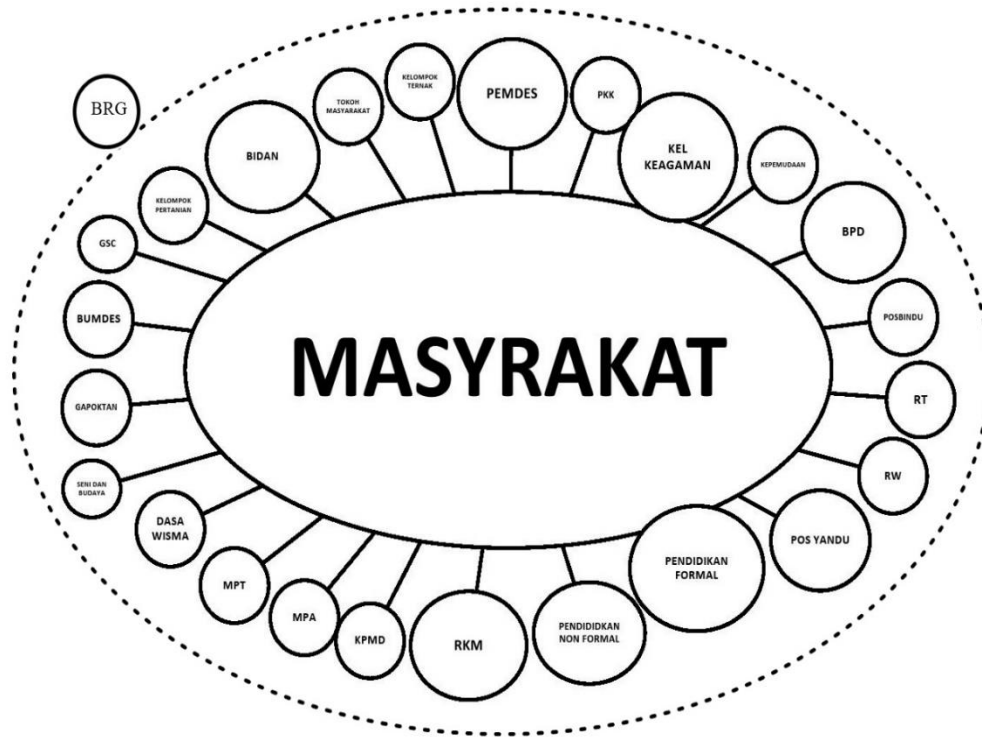 BRG
BIDAN
TOKOH
MASYARAKAT
KELOMPOK
TERNAK
PEMDES
PKK
KEL
KEAGAMAN
KEPEMUDAAN
BPD
POSBINDU
RT
RW
POS YANDU
PENDIDIKAN
FORMAL
PENDIDIDKAN
NON FORMAL
RKM
KPMD
MPA
MPT
DASA
WISMA
SENI DAN
BUDAYA
GAPOKTAN
BUMDES
GSC
KELOMPOK
PERTANIAN
MASYRAKAT